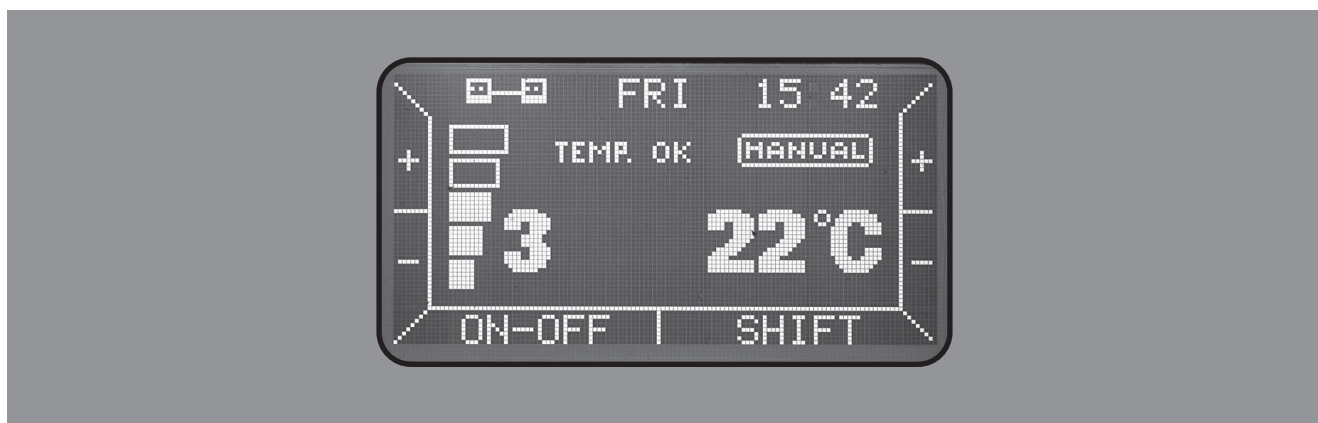 FRI 15:42
TEMP. OK MANUAL
+ +
3 22°C
- -
ON-OFF SHIFT